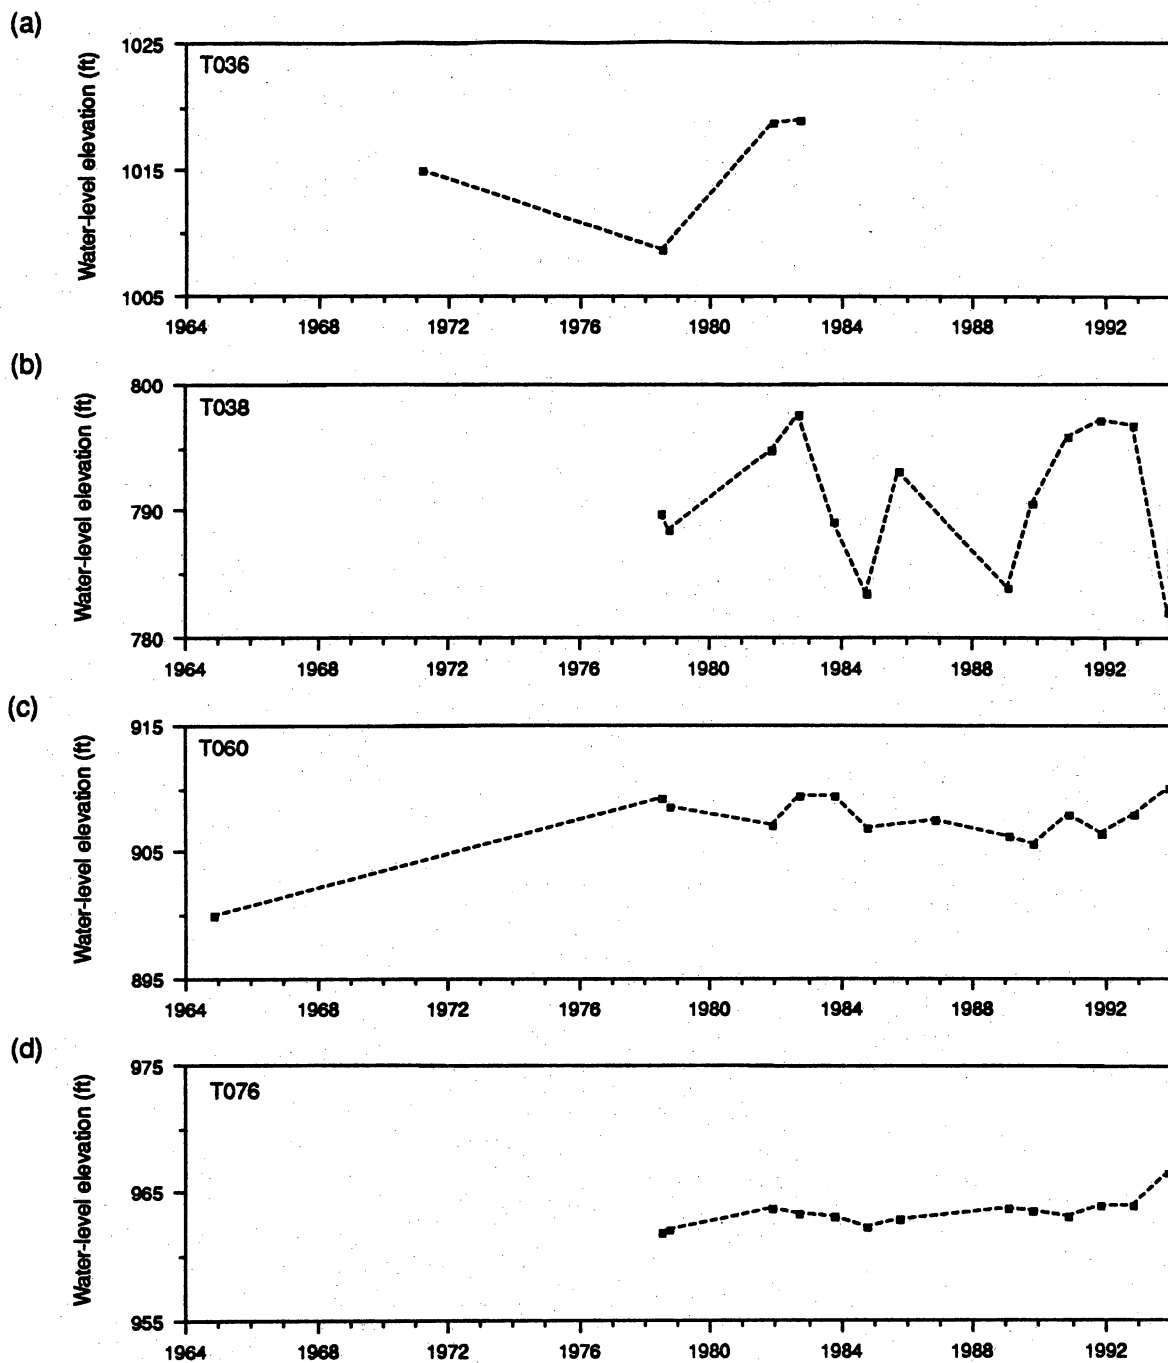 (a)
Water-level elevation (ft)
1025
T036
1015
1005
1964 1968 1972 1976 1980 1984 1988 1992
(b)
Water-level elevation (ft)
800
T038
790
780
1964 1968 1972 1976 1980 1984 1988 1992
(c)
Water-level elevation (ft)
915
T060
905
895
1964 1968 1972 1976 1980 1984 1988 1992
(d)
Water-level elevation (ft)
975
T076
965
955
1964 1968 1972 1976 1980 1984 1988 1992